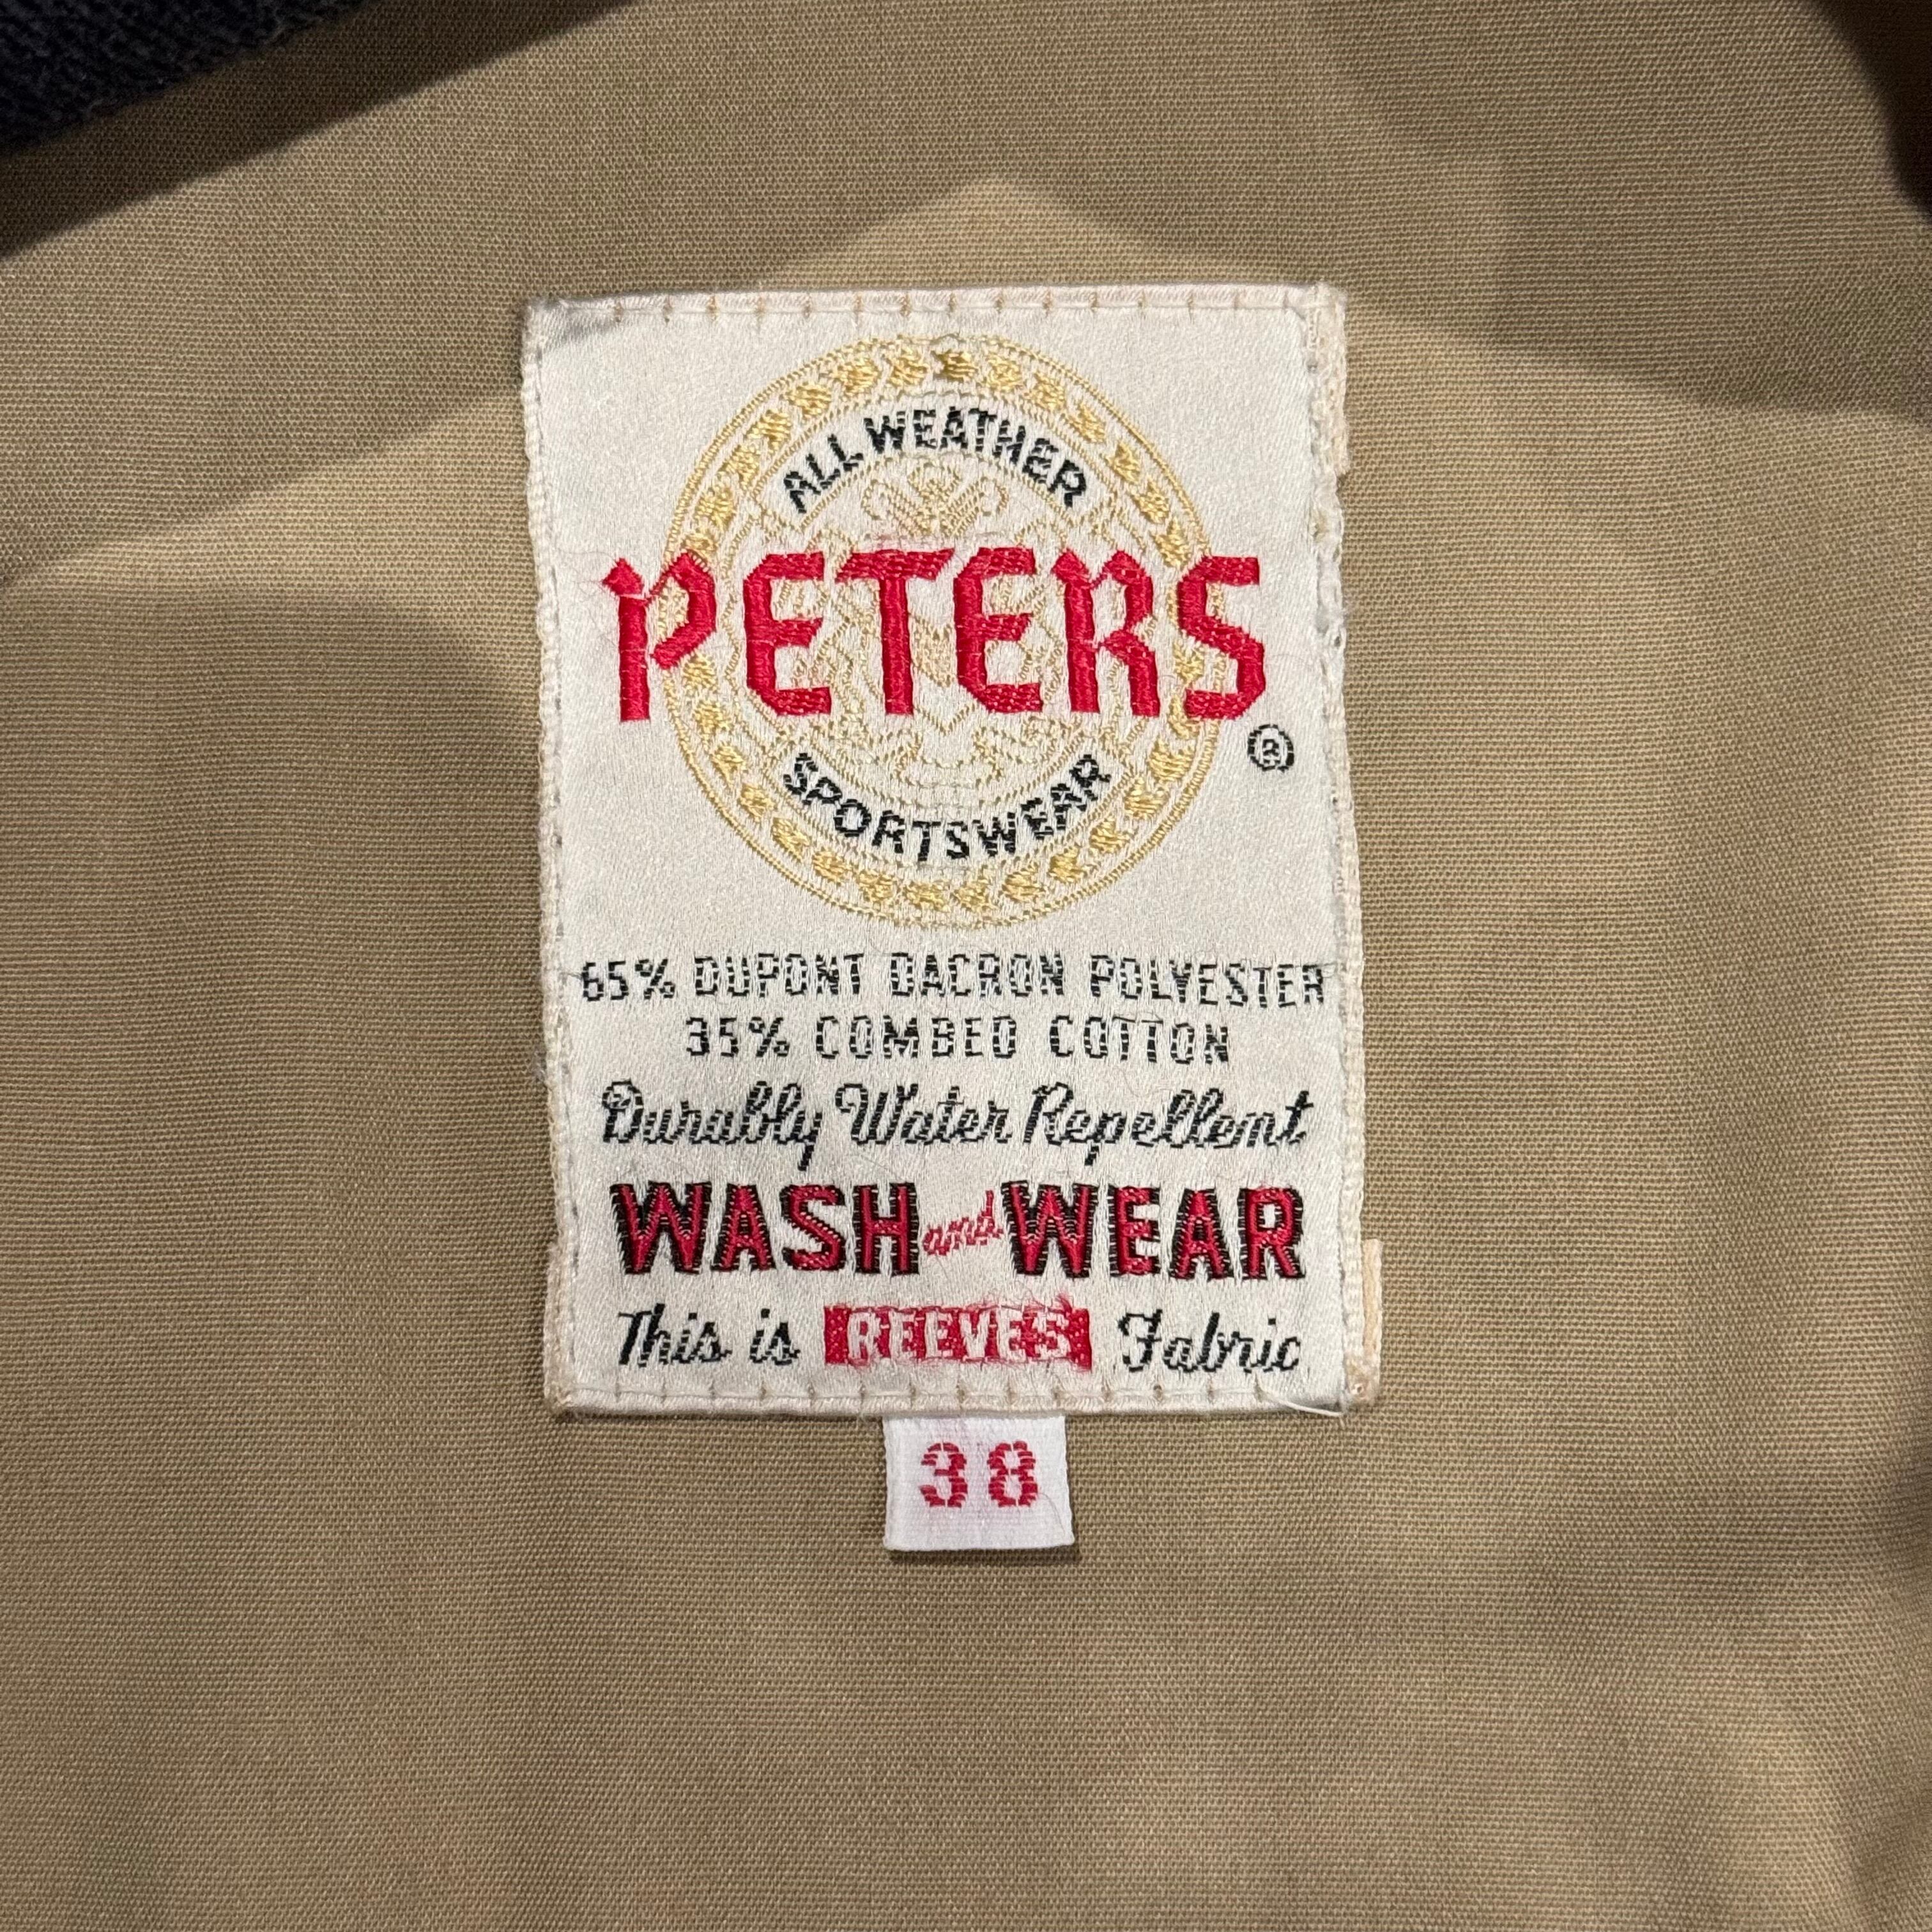 ALL WEATHER
PETERS
®
SPORTSWEAR
65% DUPONT DACRON POLYESTER
35% COMBED COTTON
Durably Water Repellent
WASH and WEAR
This is REEVES Fabric
38